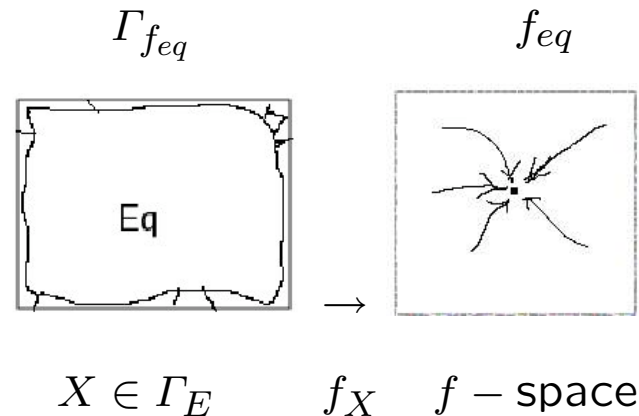 Γ_{f_{eq}} f_{eq}
Eq
→
X ∈ Γ_E f_X f − space